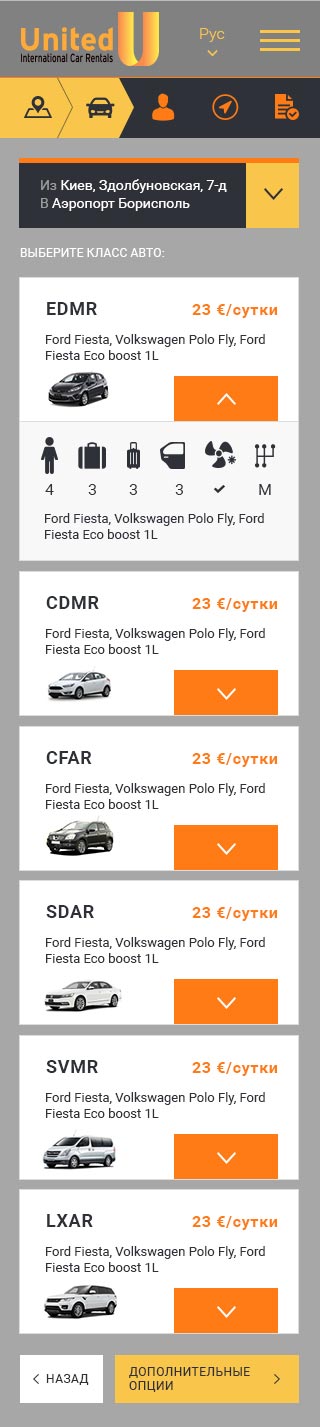 United U
International Car Rentals
Рус
Из Киев, Здолбуновская, 7-д
В Аэропорт Борисполь
ВЫБЕРИТЕ КЛАСС АВТО:
EDMR 23 €/сутки
Ford Fiesta, Volkswagen Polo Fly, Ford
Fiesta Eco boost 1L
4 3 3 3 M
Ford Fiesta, Volkswagen Polo Fly, Ford
Fiesta Eco boost 1L
CDMR 23 €/сутки
Ford Fiesta, Volkswagen Polo Fly, Ford
Fiesta Eco boost 1L
CFAR 23 €/сутки
Ford Fiesta, Volkswagen Polo Fly, Ford
Fiesta Eco boost 1L
SDAR 23 €/сутки
Ford Fiesta, Volkswagen Polo Fly, Ford
Fiesta Eco boost 1L
SVMR 23 €/сутки
Ford Fiesta, Volkswagen Polo Fly, Ford
Fiesta Eco boost 1L
LXAR 23 €/сутки
Ford Fiesta, Volkswagen Polo Fly, Ford
Fiesta Eco boost 1L
НАЗАД
ДОПОЛНИТЕЛЬНЫЕ
ОПЦИИ